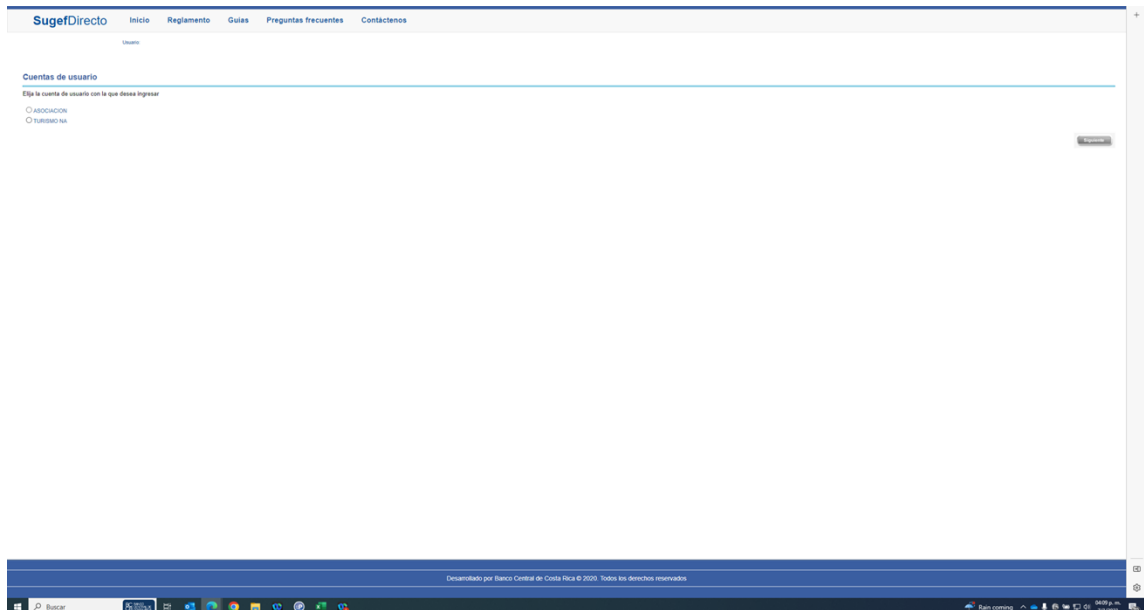 SugefDirecto Inicio Reglamento Guías Preguntas frecuentes Contáctenos
Usuario
Cuentas de usuario
Elija la cuenta de usuario con la que desea ingresar
ASOCIACION
TURISMO NA
Siguiente
Desarrollado por Banco Central de Costa Rica © 2020. Todos los derechos reservados
Buscar
Rain coming 04:09 p. m.